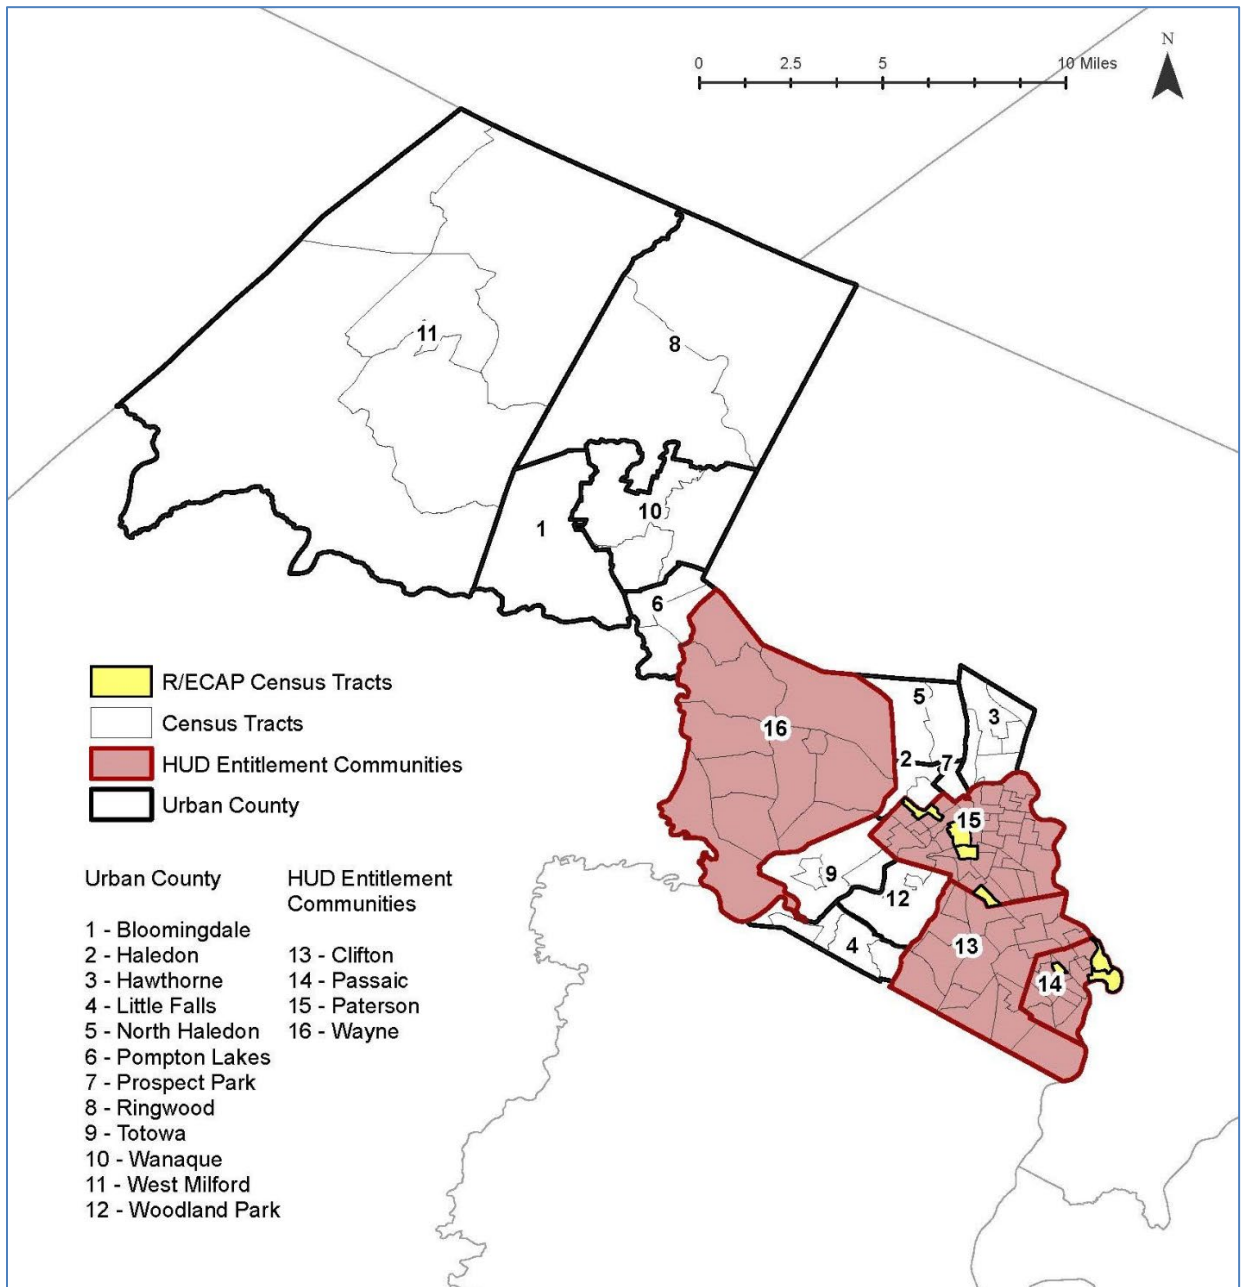 N
0 2.5 5 10 Miles
11
8
1
10
6
5
3
16
2
7
15
9
12
13
4
14
R/ECAP Census Tracts
Census Tracts
HUD Entitlement Communities
Urban County
Urban County
1 - Bloomingdale
2 - Haledon
3 - Hawthorne
4 - Little Falls
5 - North Haledon
6 - Pompton Lakes
7 - Prospect Park
8 - Ringwood
9 - Totowa
10 - Wanaque
11 - West Milford
12 - Woodland Park
HUD Entitlement
Communities
13 - Clifton
14 - Passaic
15 - Paterson
16 - Wayne